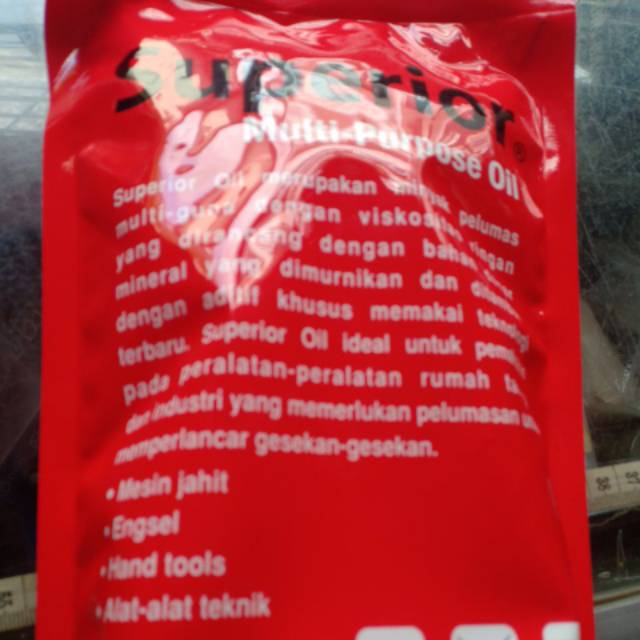 Superior®
Multi-Purpose Oil
Superior Oil merupakan minyak pelumas
multi-guna dengan viskositas ringan
yang dirancang dengan bahan
mineral yang dimurnikan dan
dengan aditif khusus memakai teknologi
terbaru. Superior Oil ideal untuk
pada peralatan-peralatan rumah
dan industri yang memerlukan pelumasan
memperlancar gesekan-gesekan.
• Mesin jahit
• Engsel
• Hand tools
• Alat-alat teknik